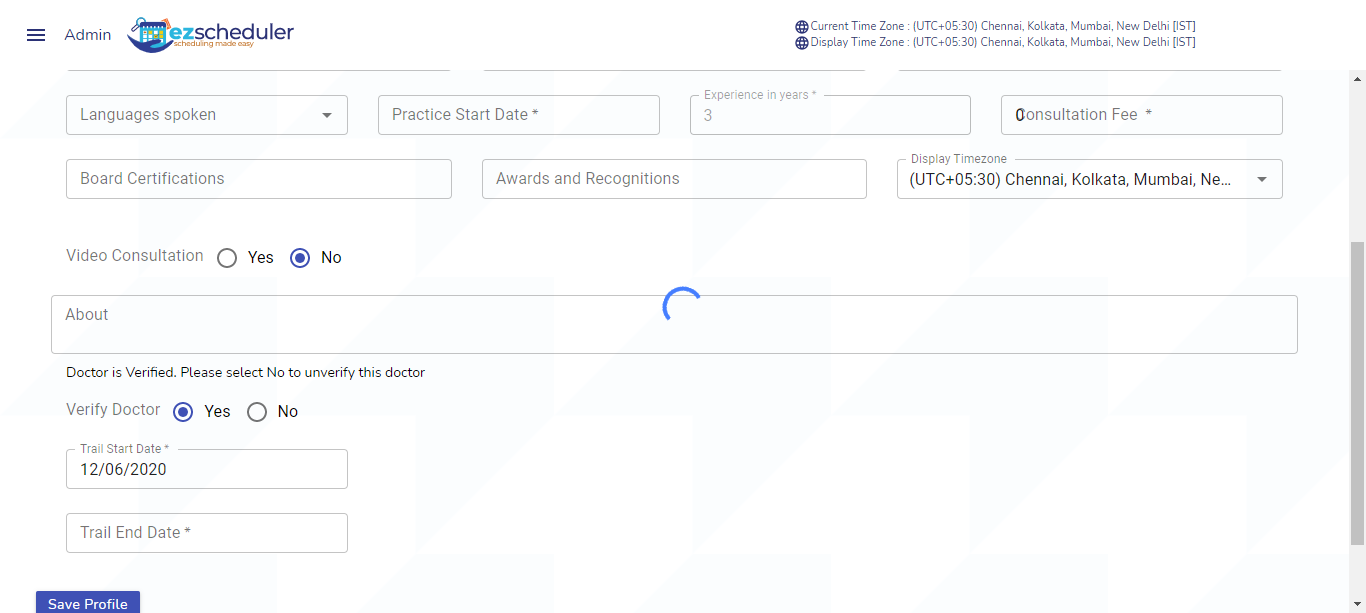 Admin
ezscheduler
scheduling made easy
Current Time Zone : (UTC+05:30) Chennai, Kolkata, Mumbai, New Delhi [IST]
Display Time Zone : (UTC+05:30) Chennai, Kolkata, Mumbai, New Delhi [IST]
Languages spoken
Practice Start Date *
Experience in years *
3
0
Consultation Fee *
Board Certifications
Awards and Recognitions
Display Timezone
(UTC+05:30) Chennai, Kolkata, Mumbai, Ne...
Video Consultation Yes No
About
Doctor is Verified. Please select No to unverify this doctor
Verify Doctor Yes No
Trail Start Date *
12/06/2020
Trail End Date *
Save Profile